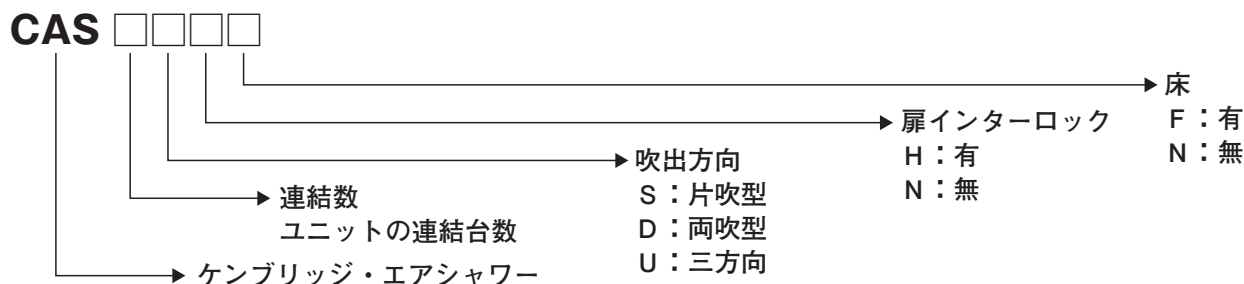 CAS □□□□
床
F：有
N：無
扉インターロック
H：有
N：無
吹出方向
S：片吹型
D：両吹型
U：三方向
連結数
ユニットの連結台数
ケンブリッジ・エアシャワー